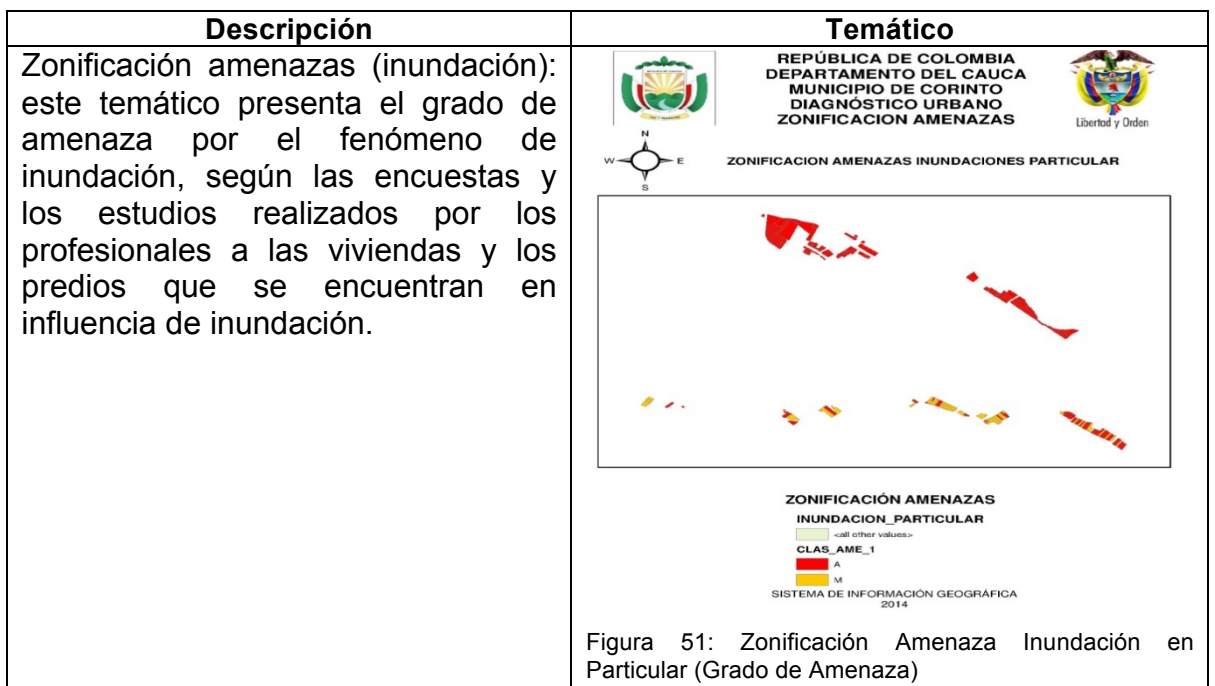 Descripción
Zonificación amenazas (inundación):
este temático presenta el grado de
amenaza por el fenómeno de
inundación, según las encuestas y
los estudios realizados por los
profesionales a las viviendas y los
predios que se encuentran en
influencia de inundación.
Temático
REPÚBLICA DE COLOMBIA
DEPARTAMENTO DEL CAUCA
MUNICIPIO DE CORINTO
DIAGNÓSTICO URBANO
ZONIFICACION AMENAZAS
Libertad y Orden
N
W E
S
ZONIFICACION AMENAZAS INUNDACIONES PARTICULAR
ZONIFICACIÓN AMENAZAS
INUNDACION_PARTICULAR
<all other values>
CLAS_AME_1
A
M
SISTEMA DE INFORMACIÓN GEOGRÁFICA
2014
Figura 51: Zonificación Amenaza Inundación en
Particular (Grado de Amenaza)